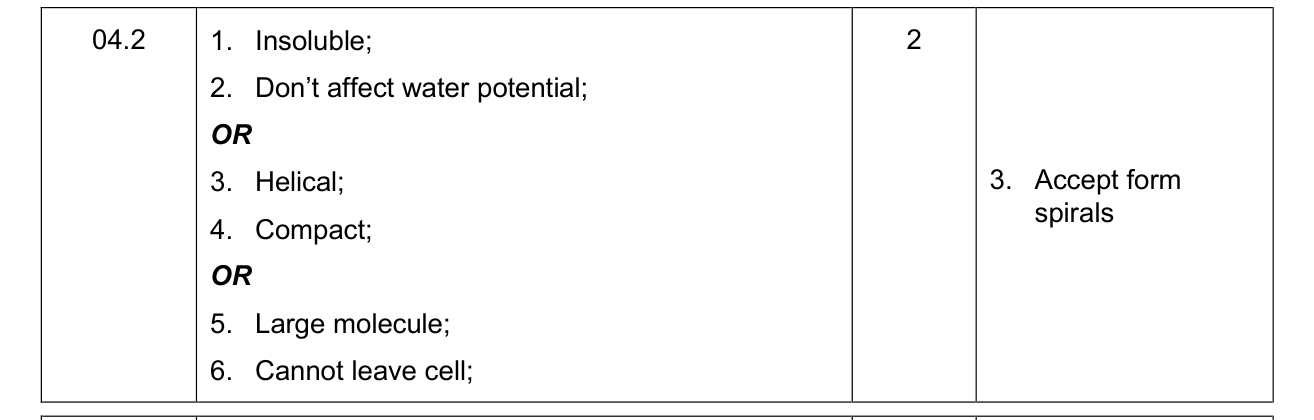 04.2
1. Insoluble;
2. Don’t affect water potential;
OR
3. Helical;
4. Compact;
OR
5. Large molecule;
6. Cannot leave cell;
2
3. Accept form
spirals